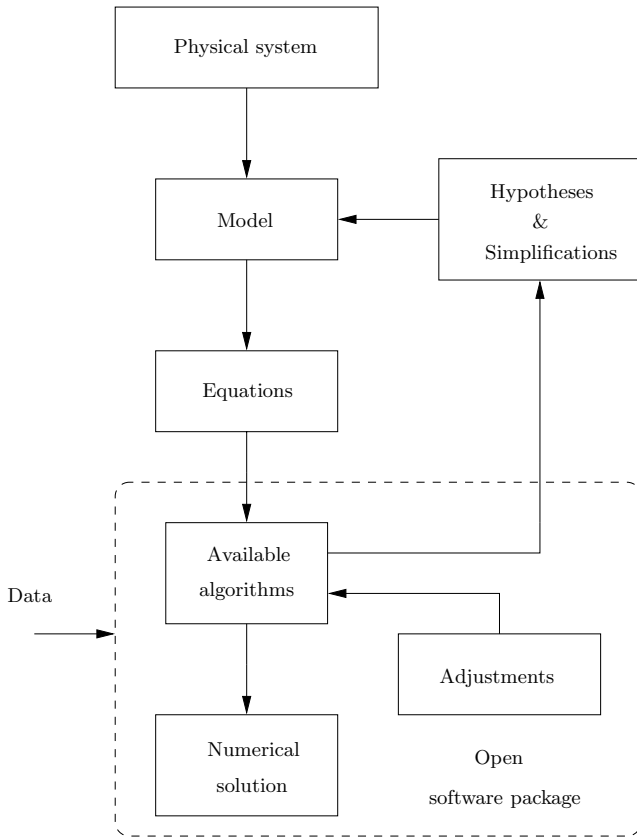 Physical system
Model
Hypotheses
&
Simplifications
Equations
Available
algorithms
Data
Adjustments
Numerical
solution
Open
software package